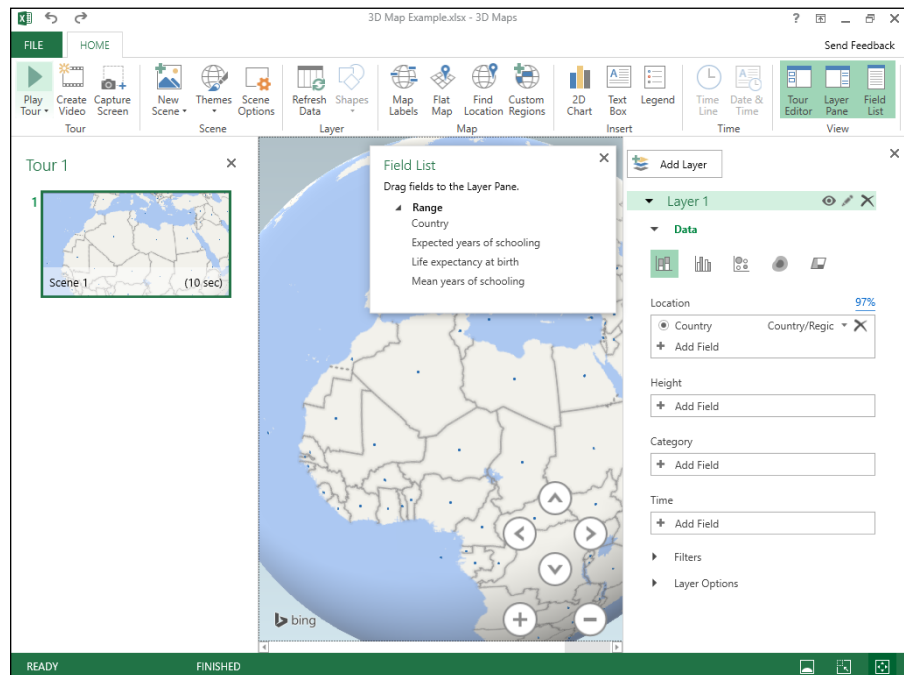 3D Map Example.xlsx - 3D Maps
FILE HOME Send Feedback
Play Tour
Create Video
Capture Screen
New Scene
Themes
Scene Options
Refresh Data
Shapes
Map Labels
Flat Map
Find Location
Custom Regions
2D Chart
Text Box
Legend
Time Line
Date & Time
Tour Editor
Layer Pane
Field List
Tour Scene Layer Map Insert Time View
Tour 1
1
Scene 1 (10 sec)
Field List
Drag fields to the Layer Pane.
Range
Country
Expected years of schooling
Life expectancy at birth
Mean years of schooling
bing
Add Layer
Layer 1
Data
Location 97%
Country Country/Regic
Add Field
Height
Add Field
Category
Add Field
Time
Add Field
Filters
Layer Options
READY FINISHED